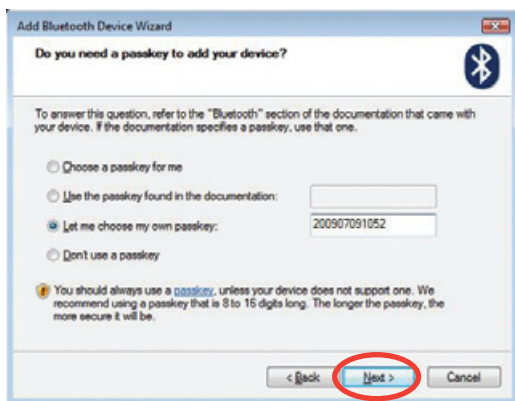 Add Bluetooth Device Wizard
Do you need a passkey to add your device?
To answer this question, refer to the "Bluetooth" section of the documentation that came with
your device. If the documentation specifies a passkey, use that one.
Choose a passkey for me
Use the passkey found in the documentation:
Let me choose my own passkey: 200907091052
Don't use a passkey
You should always use a passkey, unless your device does not support one. We
recommend using a passkey that is 8 to 16 digits long. The longer the passkey, the
more secure it will be.
< Back Next > Cancel